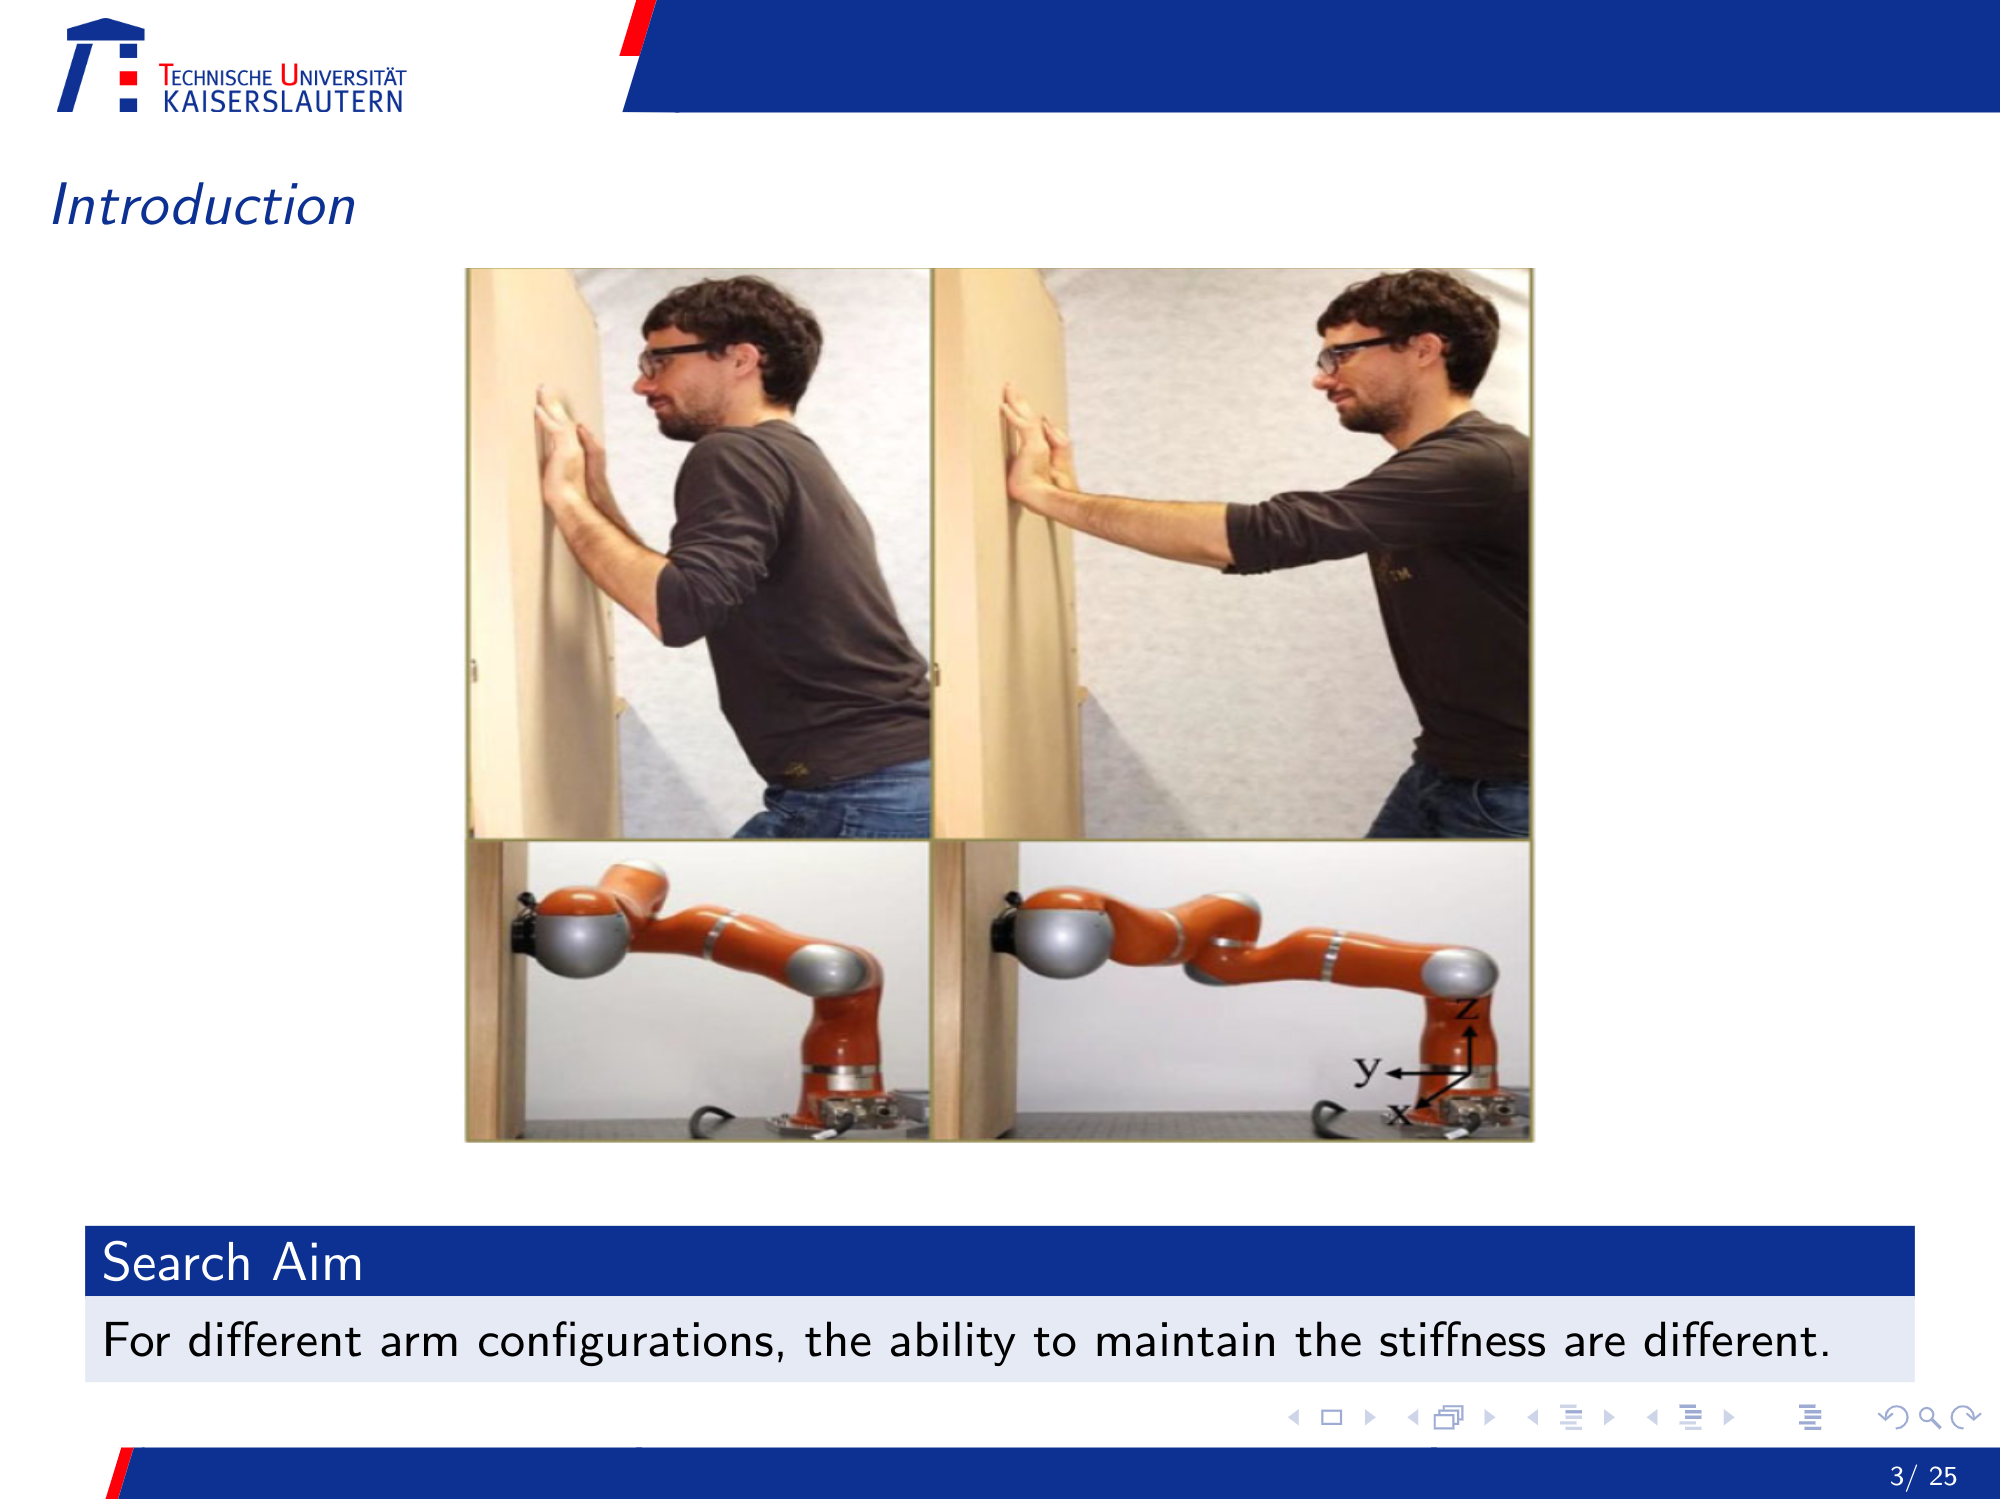 TECHNISCHE UNIVERSITÄT
KAISERSLAUTERN
Introduction
TM
z
y
x
Search Aim
For different arm configurations, the ability to maintain the stiffness are different.
3/ 25